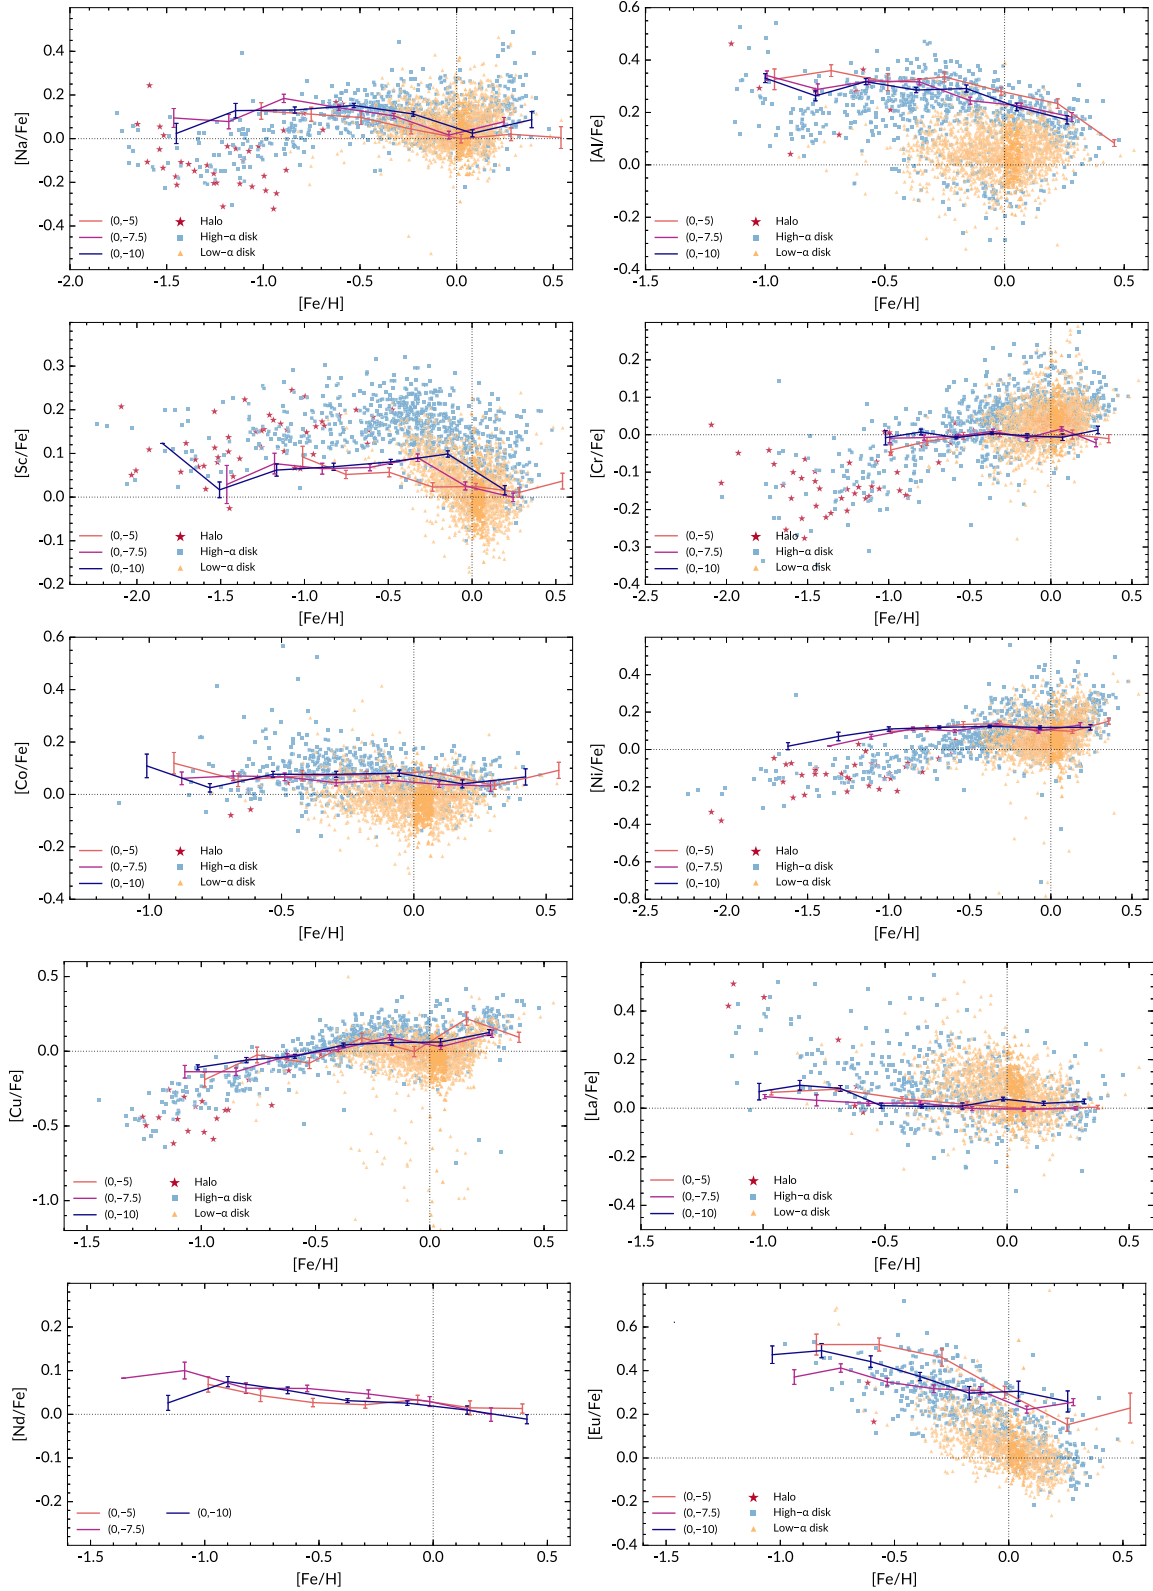 0.4
0.2
0.0
0.2
0.4
[Na/Fe]
(0,−5)
(0,−7.5)
(0,−10)
Halo
High−α disk
Low−α disk
-2.0 -1.5 -1.0 -0.5 0.0 0.5
[Fe/H]
0.6
0.4
0.2
0.0
0.2
0.4
[Al/Fe]
(0,−5)
(0,−7.5)
(0,−10)
Halo
High−α disk
Low−α disk
-1.5 -1.0 -0.5 0.0 0.5
[Fe/H]
0.3
0.2
0.1
0.0
-0.1
-0.2
[Sc/Fe]
(0,−5)
(0,−7.5)
(0,−10)
Halo
High−α disk
Low−α disk
-2.0 -1.5 -1.0 -0.5 0.0 0.5
[Fe/H]
0.2
0.1
0.0
-0.1
-0.2
-0.3
-0.4
[Cr/Fe]
(0,−5)
(0,−7.5)
(0,−10)
Halo
High−α disk
Low−α disk
-2.5 -2.0 -1.5 -1.0 -0.5 0.0 0.5
[Fe/H]
0.6
0.4
0.2
0.0
-0.2
-0.4
[Co/Fe]
(0,−5)
(0,−7.5)
(0,−10)
Halo
High−α disk
Low−α disk
-1.0 -0.5 0.0 0.5
[Fe/H]
0.4
0.2
0.0
-0.2
-0.4
-0.6
-0.8
[Ni/Fe]
(0,−5)
(0,−7.5)
(0,−10)
Halo
High−α disk
Low−α disk
-2.5 -2.0 -1.5 -1.0 -0.5 0.0 0.5
[Fe/H]
0.5
0.0
-0.5
-1.0
[Cu/Fe]
(0,−5)
(0,−7.5)
(0,−10)
Halo
High−α disk
Low−α disk
-1.5 -1.0 -0.5 0.0 0.5
[Fe/H]
0.4
0.2
0.0
-0.2
-0.4
[La/Fe]
(0,−5)
(0,−7.5)
(0,−10)
Halo
High−α disk
Low−α disk
-1.5 -1.0 -0.5 0.0 0.5
[Fe/H]
0.2
0.1
0.0
-0.1
-0.2
[Nd/Fe]
(0,−5)
(0,−7.5)
(0,−10)
-1.5 -1.0 -0.5 0.0 0.5
[Fe/H]
0.6
0.4
0.2
0.0
-0.2
-0.4
[Eu/Fe]
(0,−5)
(0,−7.5)
(0,−10)
Halo
High−α disk
Low−α disk
-1.5 -1.0 -0.5 0.0 0.5
[Fe/H]